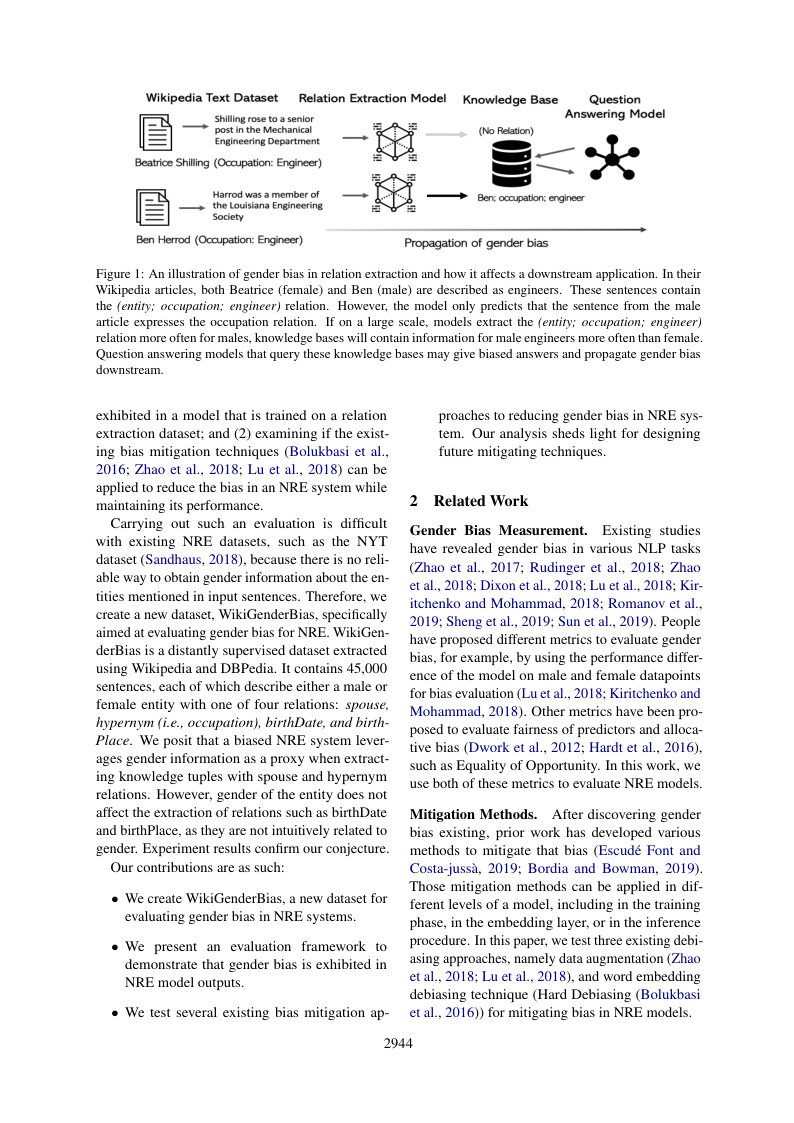 Wikipedia Text Dataset
Relation Extraction Model
Knowledge Base
Question
Answering Model
Shilling rose to a senior
post in the Mechanical
Engineering Department
(No Relation)
Beatrice Shilling (Occupation: Engineer)
Harrod was a member of
the Louisiana Engineering
Society
Ben; occupation; engineer
Ben Herrod (Occupation: Engineer)
Propagation of gender bias
Figure 1: An illustration of gender bias in relation extraction and how it affects a downstream application. In their
Wikipedia articles, both Beatrice (female) and Ben (male) are described as engineers. These sentences contain
the (entity; occupation; engineer) relation. However, the model only predicts that the sentence from the male
article expresses the occupation relation. If on a large scale, models extract the (entity; occupation; engineer)
relation more often for males, knowledge bases will contain information for male engineers more often than female.
Question answering models that query these knowledge bases may give biased answers and propagate gender bias
downstream.
exhibited in a model that is trained on a relation
extraction dataset; and (2) examining if the exist-
ing bias mitigation techniques (Bolukbasi et al.,
2016; Zhao et al., 2018; Lu et al., 2018) can be
applied to reduce the bias in an NRE system while
maintaining its performance.
Carrying out such an evaluation is difficult
with existing NRE datasets, such as the NYT
dataset (Sandhaus, 2018), because there is no reli-
able way to obtain gender information about the en-
tities mentioned in input sentences. Therefore, we
create a new dataset, WikiGenderBias, specifically
aimed at evaluating gender bias for NRE. WikiGen-
derBias is a distantly supervised dataset extracted
using Wikipedia and DBPedia. It contains 45,000
sentences, each of which describe either a male or
female entity with one of four relations: spouse,
hypernym (i.e., occupation), birthDate, and birth-
Place. We posit that a biased NRE system lever-
ages gender information as a proxy when extract-
ing knowledge tuples with spouse and hypernym
relations. However, gender of the entity does not
affect the extraction of relations such as birthDate
and birthPlace, as they are not intuitively related to
gender. Experiment results confirm our conjecture.
Our contributions are as such:
• We create WikiGenderBias, a new dataset for
evaluating gender bias in NRE systems.
• We present an evaluation framework to
demonstrate that gender bias is exhibited in
NRE model outputs.
• We test several existing bias mitigation ap-
proaches to reducing gender bias in NRE sys-
tem. Our analysis sheds light for designing
future mitigating techniques.
2 Related Work
Gender Bias Measurement. Existing studies
have revealed gender bias in various NLP tasks
(Zhao et al., 2017; Rudinger et al., 2018; Zhao
et al., 2018; Dixon et al., 2018; Lu et al., 2018; Kir-
itchenko and Mohammad, 2018; Romanov et al.,
2019; Sheng et al., 2019; Sun et al., 2019). People
have proposed different metrics to evaluate gender
bias, for example, by using the performance differ-
ence of the model on male and female datapoints
for bias evaluation (Lu et al., 2018; Kiritchenko and
Mohammad, 2018). Other metrics have been pro-
posed to evaluate fairness of predictors and alloca-
tive bias (Dwork et al., 2012; Hardt et al., 2016),
such as Equality of Opportunity. In this work, we
use both of these metrics to evaluate NRE models.
Mitigation Methods. After discovering gender
bias existing, prior work has developed various
methods to mitigate that bias (Escudé Font and
Costa-jussà, 2019; Bordia and Bowman, 2019).
Those mitigation methods can be applied in dif-
ferent levels of a model, including in the training
phase, in the embedding layer, or in the inference
procedure. In this paper, we test three existing debi-
asing approaches, namely data augmentation (Zhao
et al., 2018; Lu et al., 2018), and word embedding
debiasing technique (Hard Debiasing (Bolukbasi
et al., 2016)) for mitigating bias in NRE models.
2944